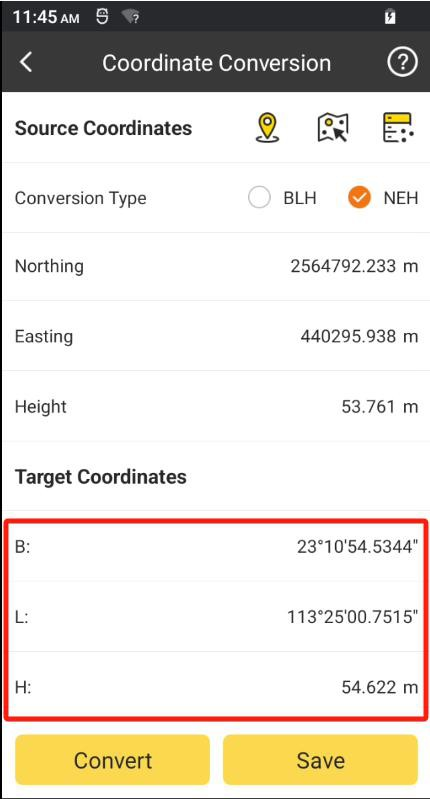 11:45 AM
Coordinate Conversion
Source Coordinates
Conversion Type BLH NEH
Northing 2564792.233 m
Easting 440295.938 m
Height 53.761 m
Target Coordinates
B: 23°10'54.5344"
L: 113°25'00.7515"
H: 54.622 m
Convert Save